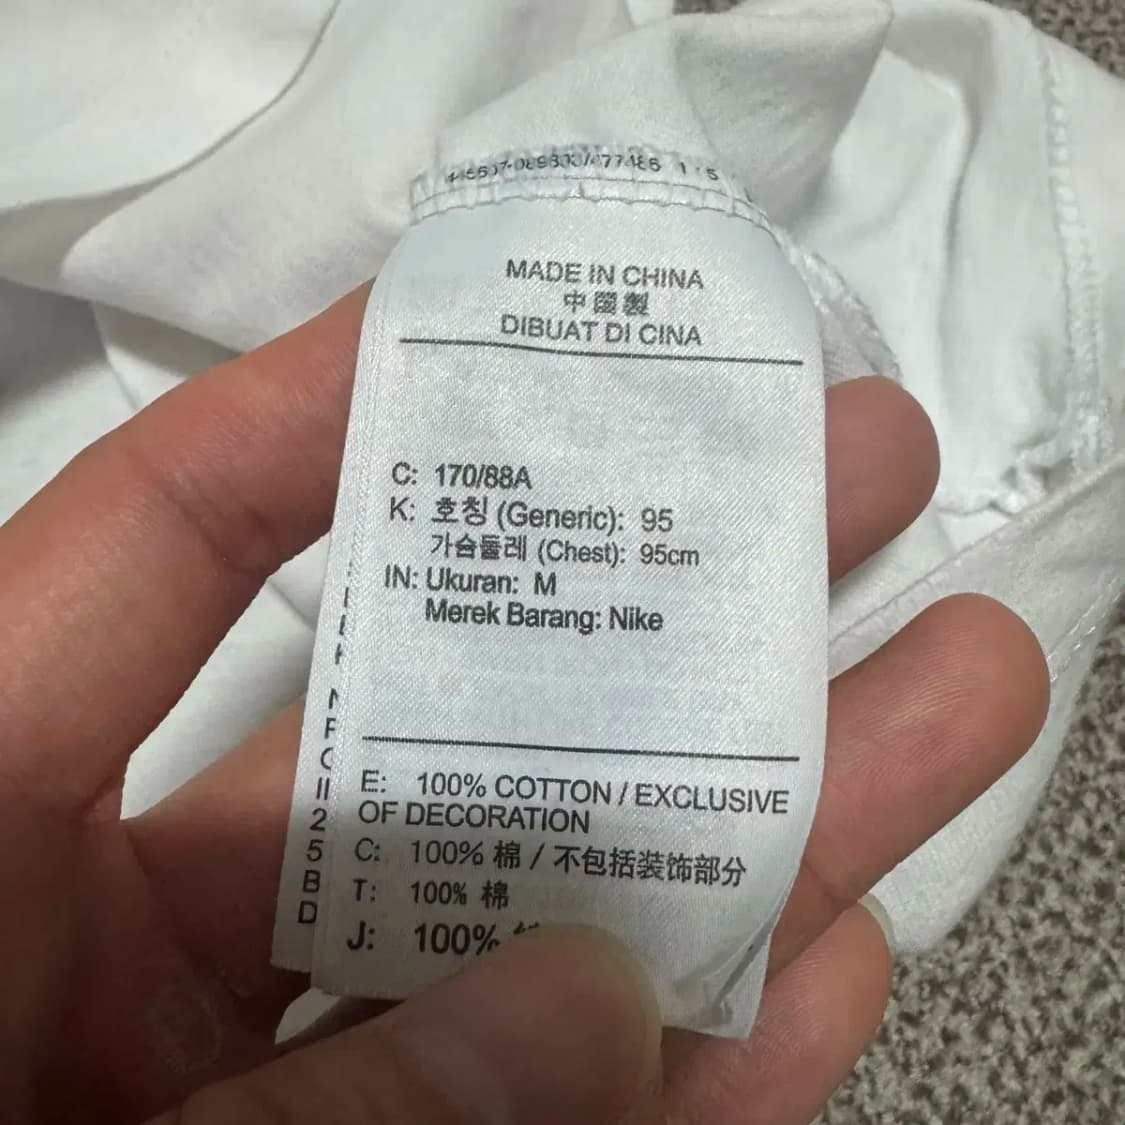 MADE IN CHINA
中國製
DIBUAT DI CINA
C: 170/88A
K: 호칭 (Generic): 95
가슴둘레 (Chest): 95cm
IN: Ukuran: M
Merek Barang: Nike
E: 100% COTTON / EXCLUSIVE
OF DECORATION
C: 100% 棉 / 不包括装饰部分
T: 100% 棉
J: 100%
2
5
B
D